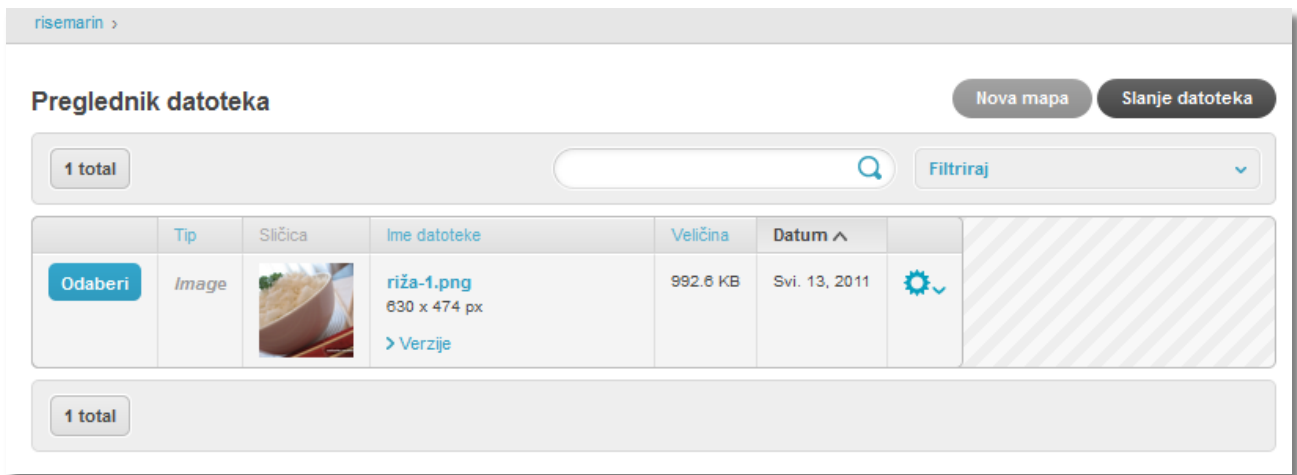 risemarin ›
Preglednik datoteka
Nova mapa
Slanje datoteka
1 total
Filtriraj
Tip Sličica Ime datoteke Veličina Datum
Odaberi Image riža-1.png 992.6 KB Svi. 13, 2011
630 x 474 px
Verzije
1 total